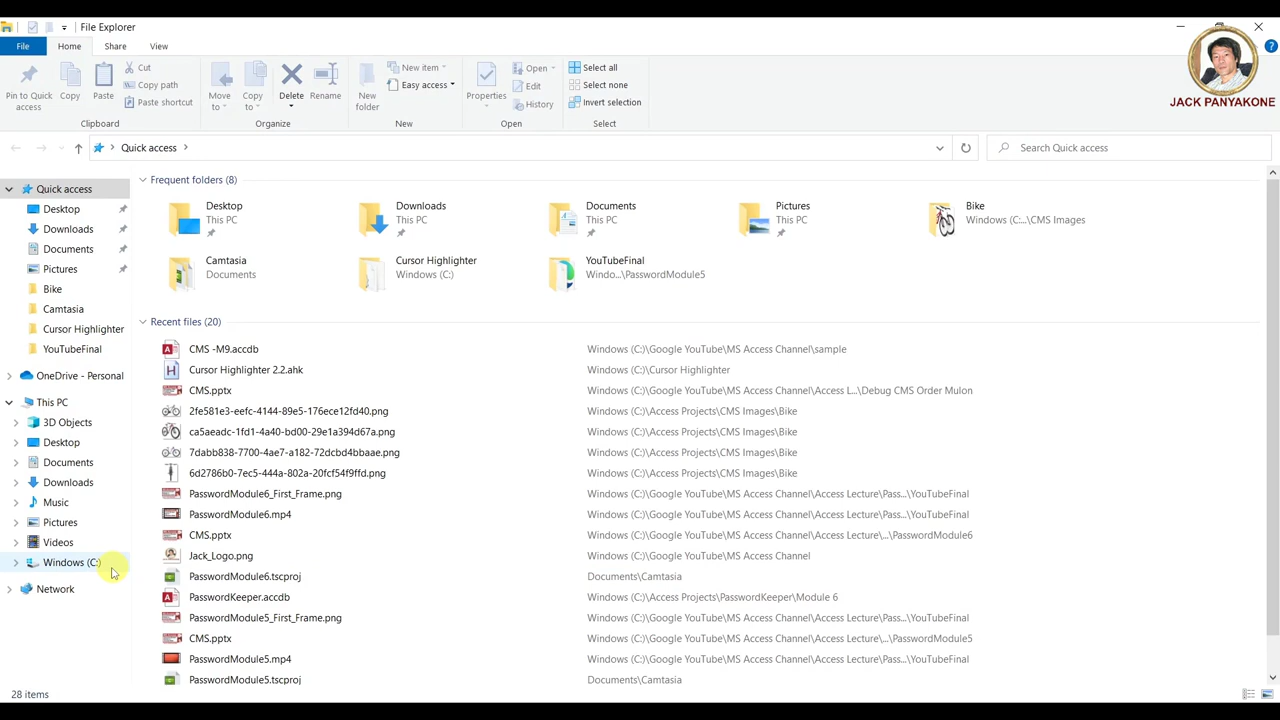 File Explorer
File Home Share View
Pin to Quick access
Copy
Paste
Cut
Copy path
Paste shortcut
Clipboard
Move to
Copy to
Delete
Rename
Organize
New folder
New item
Easy access
New
Properties
Open
Edit
History
Open
Select all
Select none
Invert selection
Select
JACK PANYAKONE
Quick access
Search Quick access
Quick access
Desktop
Downloads
Documents
Pictures
Bike
Camtasia
Cursor Highlighter
YouTubeFinal
OneDrive - Personal
This PC
3D Objects
Desktop
Documents
Downloads
Music
Pictures
Videos
Windows (C:)
Network
Frequent folders (8)
Desktop
This PC
Downloads
This PC
Documents
This PC
Pictures
This PC
Bike
Windows (C:...\CMS Images
Camtasia
Documents
Cursor Highlighter
Windows (C:)
YouTubeFinal
Windo...\PasswordModule5
Recent files (20)
CMS -M9.accdb Windows (C:)\Google YouTube\MS Access Channel\sample
Cursor Highlighter 2.2.ahk Windows (C:)\Cursor Highlighter
CMS.pptx Windows (C:)\Google YouTube\MS Access Channel\Access L...\Debug CMS Order Mulon
2fe581e3-eefc-4144-89e5-176ece12fd40.png Windows (C:)\Access Projects\CMS Images\Bike
ca5aeadc-1fd1-4a40-bd00-29e1a394d67a.png Windows (C:)\Access Projects\CMS Images\Bike
7dabb838-7700-4ae7-a182-72dcbd4bbaae.png Windows (C:)\Access Projects\CMS Images\Bike
6d2786b0-7ec5-444a-802a-20fcf54f9ffd.png Windows (C:)\Access Projects\CMS Images\Bike
PasswordModule6_First_Frame.png Windows (C:)\Google YouTube\MS Access Channel\Access Lecture\Pass...\YouTubeFinal
PasswordModule6.mp4 Windows (C:)\Google YouTube\MS Access Channel\Access Lecture\Pass...\YouTubeFinal
CMS.pptx Windows (C:)\Google YouTube\MS Access Channel\Access Lecture\...\PasswordModule6
Jack_Logo.png Windows (C:)\Google YouTube\MS Access Channel
PasswordModule6.tscproj Documents\Camtasia
PasswordKeeper.accdb Windows (C:)\Access Projects\PasswordKeeper\Module 6
PasswordModule5_First_Frame.png Windows (C:)\Google YouTube\MS Access Channel\Access Lecture\Pass...\YouTubeFinal
CMS.pptx Windows (C:)\Google YouTube\MS Access Channel\Access Lecture\...\PasswordModule5
PasswordModule5.mp4 Windows (C:)\Google YouTube\MS Access Channel\Access Lecture\Pass...\YouTubeFinal
PasswordModule5.tscproj Documents\Camtasia
28 items